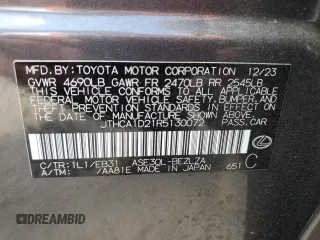 MFD.BY: TOYOTA MOTOR CORPORATION 12/23
GVWR 4690LB GAWR FR 2470LB RR 2545LB
THIS VEHICLE CONFORMS TO ALL APPLICABLE
FEDERAL MOTOR VEHICLE SAFETY, BUMPER, AND
THEFT PREVENTION STANDARDS IN EFFECT ON
THE DATE OF MANUFACTURE SHOWN ABOVE.
JTHCA1D2TR5130072 PASS.CAR
C/TR:1L1/EB31 ASE30L-BEZLZA
A/TM: /AA81E MADE IN JAPAN 651 C